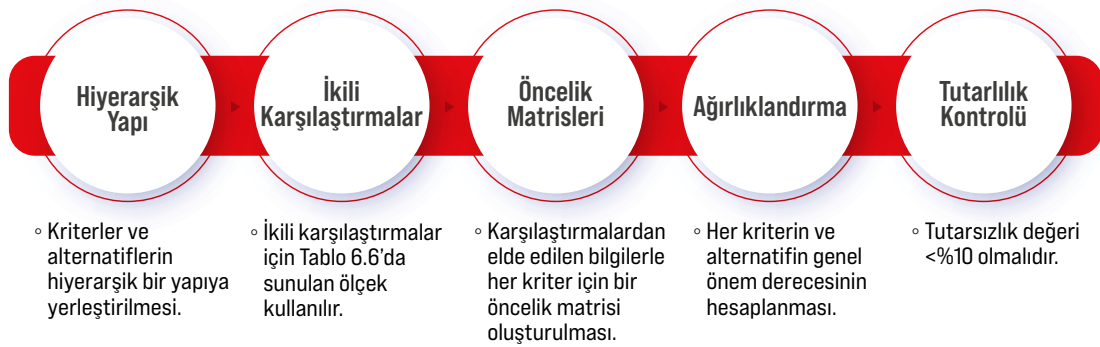 Hiyerarşik
Yapı
İkili
Karşılaştırmalar
Öncelik
Matrisleri
Ağırlıklandırma
Tutarlılık
Kontrolü
◦ Kriterler ve
alternatiflerin
hiyerarşik bir yapıya
yerleştirilmesi.
◦ İkili karşılaştırmalar
için Tablo 6.6'da
sunulan ölçek
kullanılır.
◦ Karşılaştırmalardan
elde edilen bilgilerle
her kriter için bir
öncelik matrisi
oluşturulması.
◦ Her kriterin ve
alternatifin genel
önem derecesinin
hesaplanması.
◦ Tutarsızlık değeri
<%10 olmalıdır.